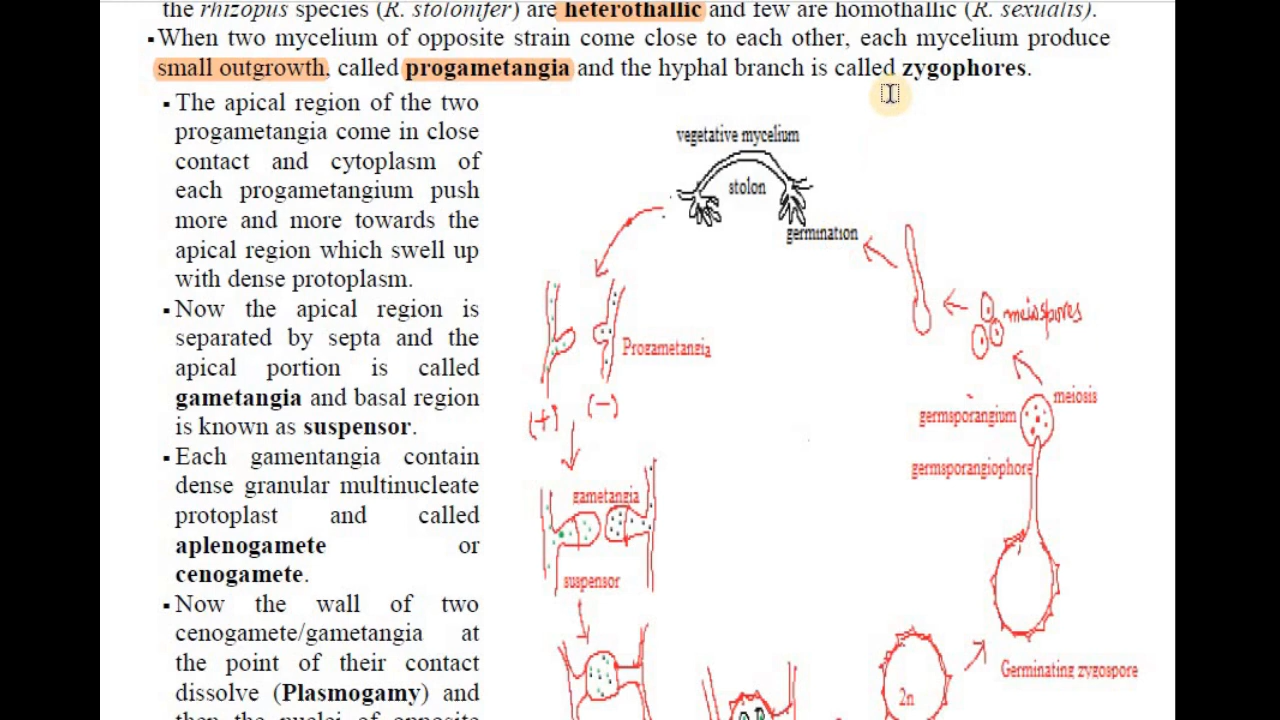 the rhizopus species (R. stolonifer) are heterothallic and few are homothallic (R. sexualis).
▪When two mycelium of opposite strain come close to each other, each mycelium produce
small outgrowth, called progametangia and the hyphal branch is called zygophores.
▪ The apical region of the two
progametangia come in close
contact and cytoplasm of
each progametangium push
more and more towards the
apical region which swell up
with dense protoplasm.
▪ Now the apical region is
separated by septa and the
apical portion is called
gametangia and basal region
is known as suspensor.
▪ Each gamentangia contain
dense granular multinucleate
protoplast and called
aplenogamete or
cenogamete.
▪ Now the wall of two
cenogamete/gametangia at
the point of their contact
dissolve (Plasmogamy) and
then the nuclei of opposite
vegetative mycelium
stolon
germination
meiospores
Progametangia
(+) (-)
meiosis
germsporangium
germsporangiophore
gametangia
suspensor
Germinating zygospore
2n